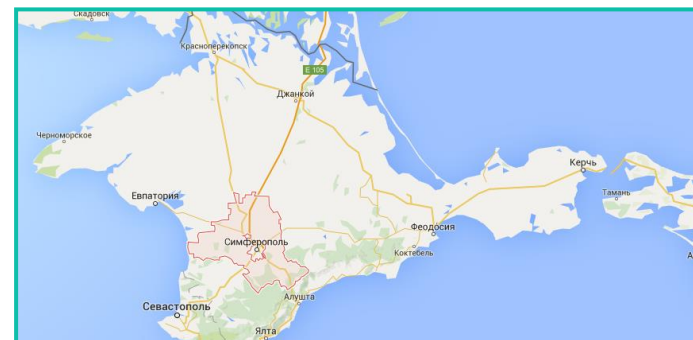 Скадовск
Красноперекопск
E 105
Джанкой
Черноморское
Керчь
Евпатория
Тамань
Феодосия
Симферополь
Коктебель
А
Алушта
Севастополь
Ялта